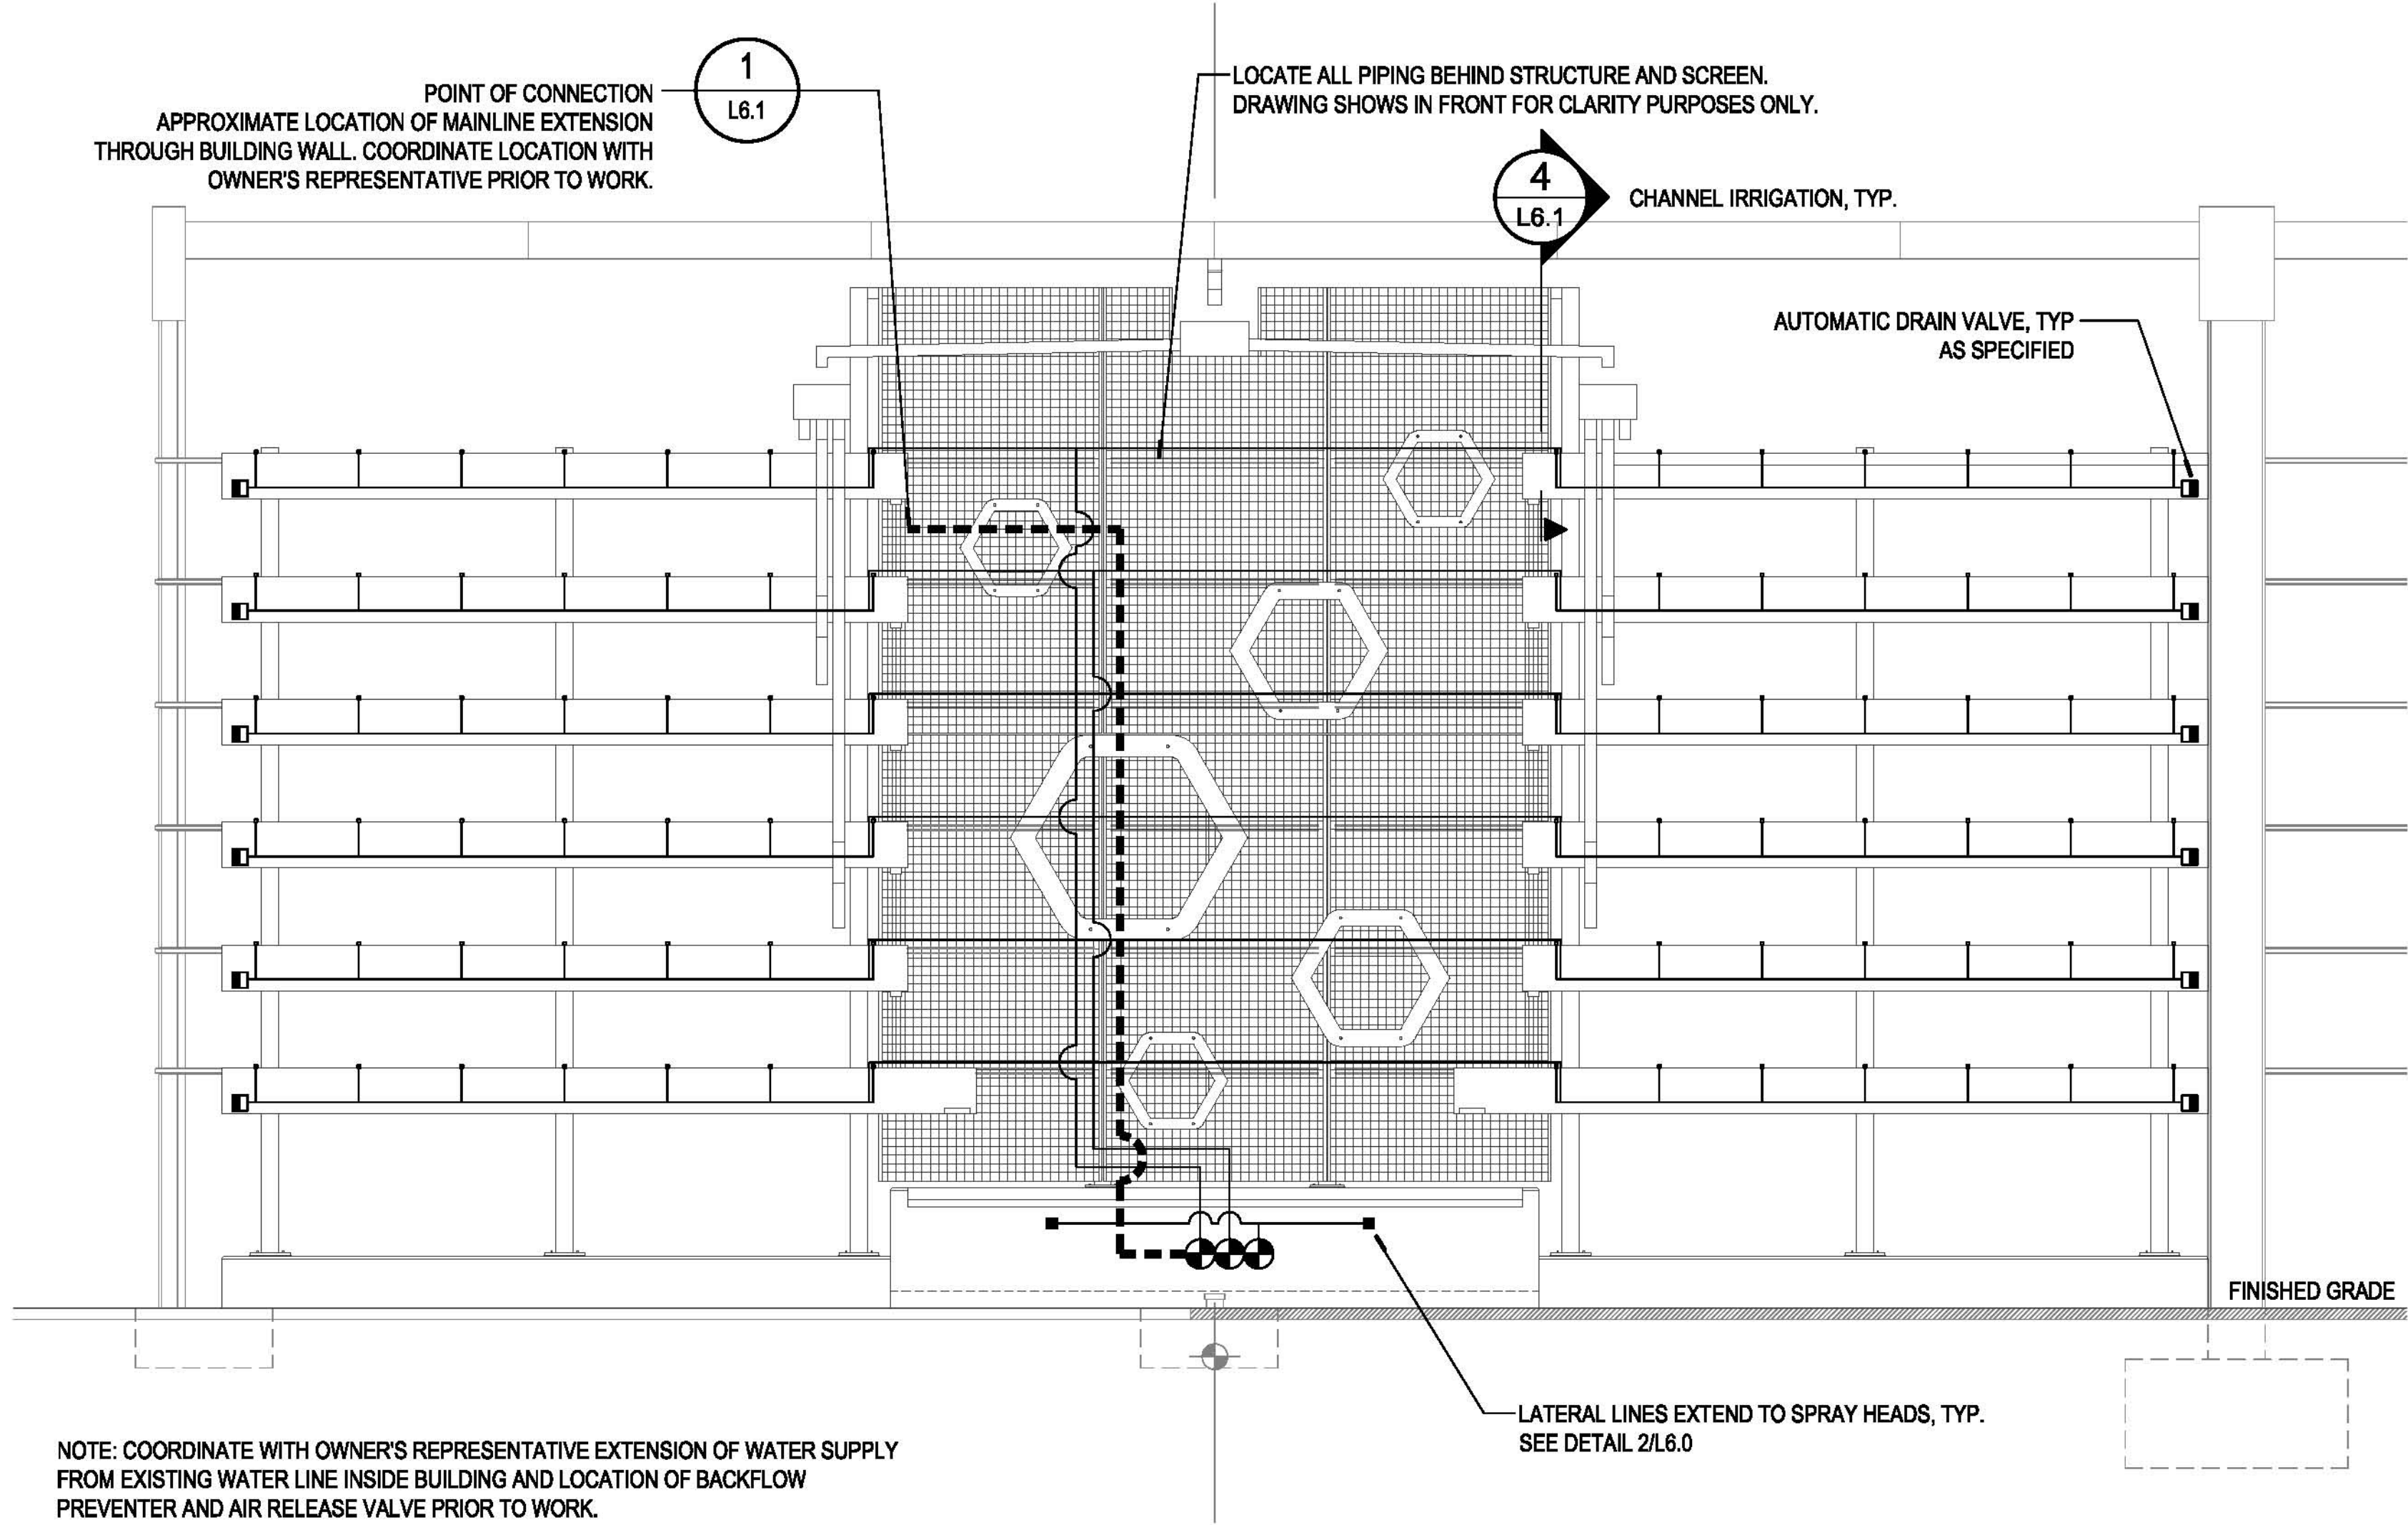 1
L6.1
POINT OF CONNECTION
APPROXIMATE LOCATION OF MAINLINE EXTENSION
THROUGH BUILDING WALL. COORDINATE LOCATION WITH
OWNER'S REPRESENTATIVE PRIOR TO WORK.
LOCATE ALL PIPING BEHIND STRUCTURE AND SCREEN.
DRAWING SHOWS IN FRONT FOR CLARITY PURPOSES ONLY.
4
L6.1
CHANNEL IRRIGATION, TYP.
AUTOMATIC DRAIN VALVE, TYP
AS SPECIFIED
FINISHED GRADE
LATERAL LINES EXTEND TO SPRAY HEADS, TYP.
SEE DETAIL 2/L6.0
NOTE: COORDINATE WITH OWNER'S REPRESENTATIVE EXTENSION OF WATER SUPPLY
FROM EXISTING WATER LINE INSIDE BUILDING AND LOCATION OF BACKFLOW
PREVENTER AND AIR RELEASE VALVE PRIOR TO WORK.